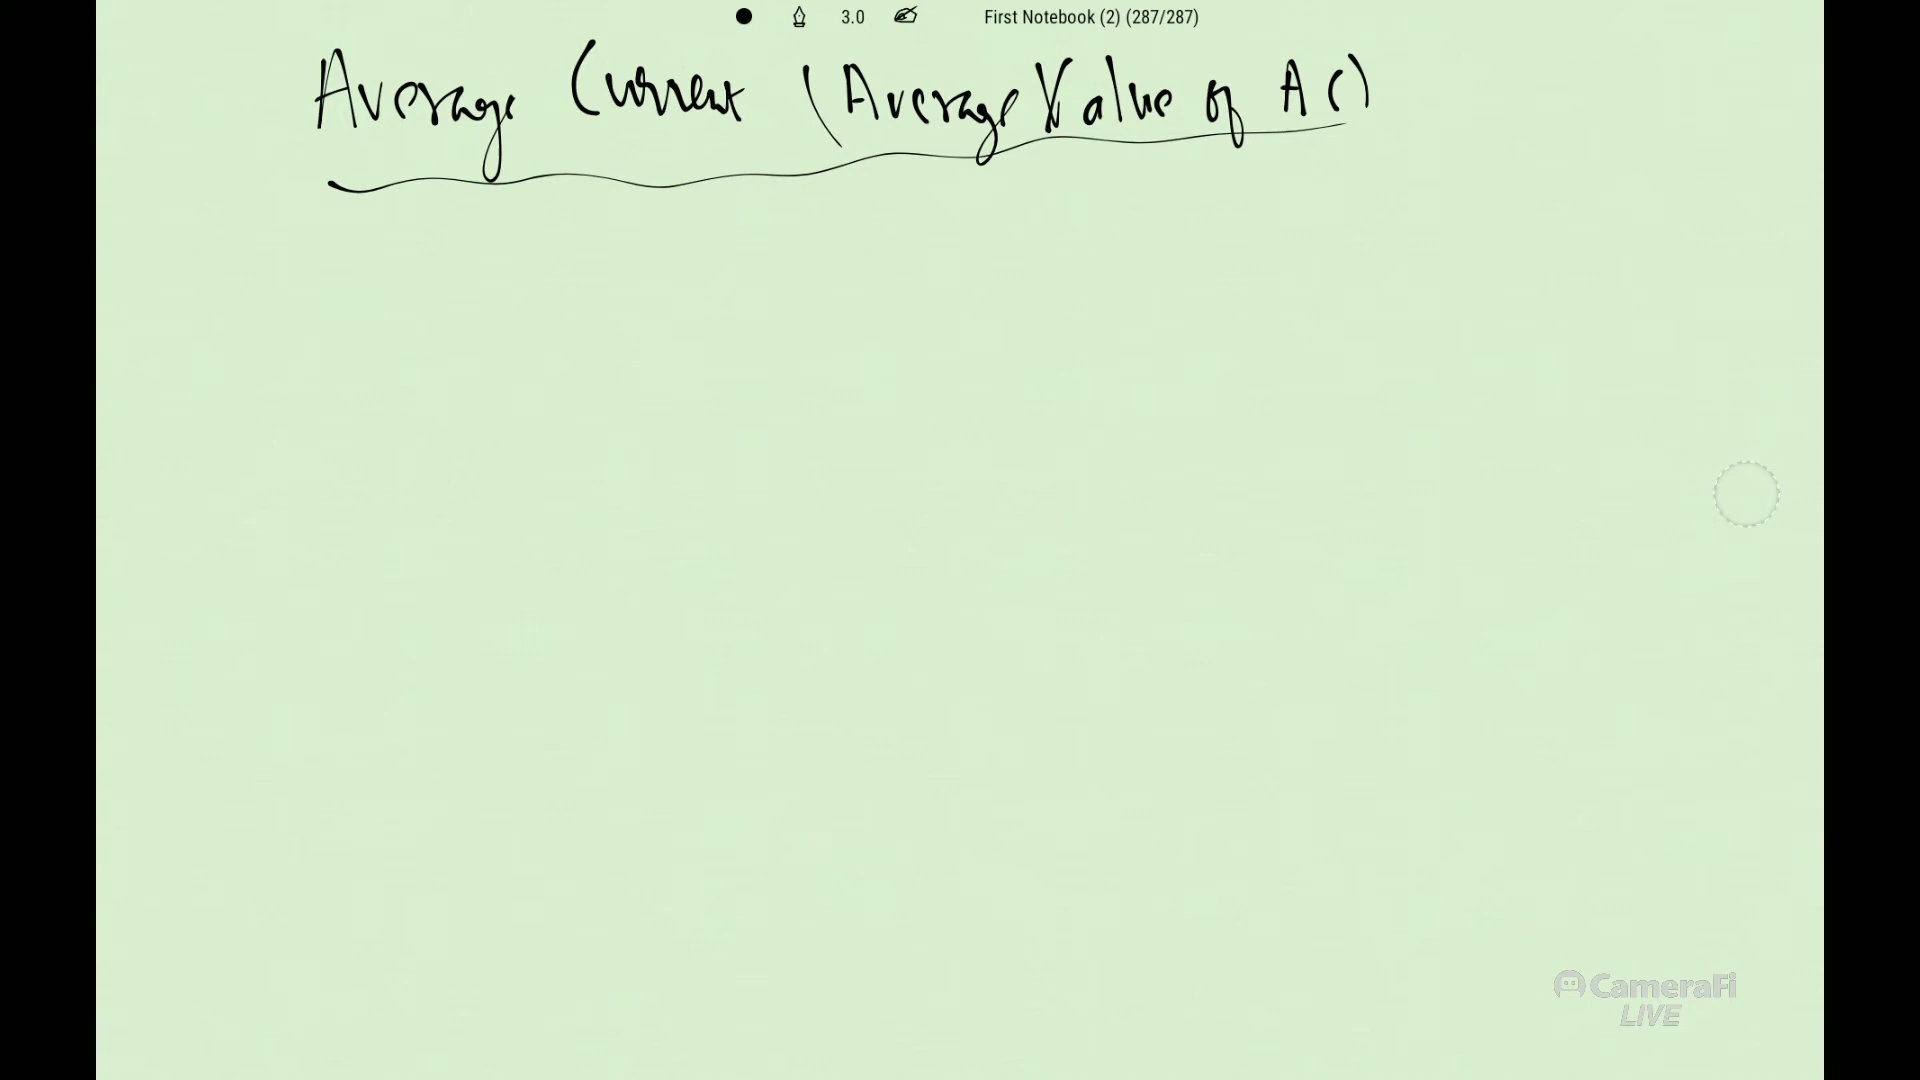 3.0 First Notebook (2) (287/287)
Average Current (Average Value of AC)
CameraFi
LIVE